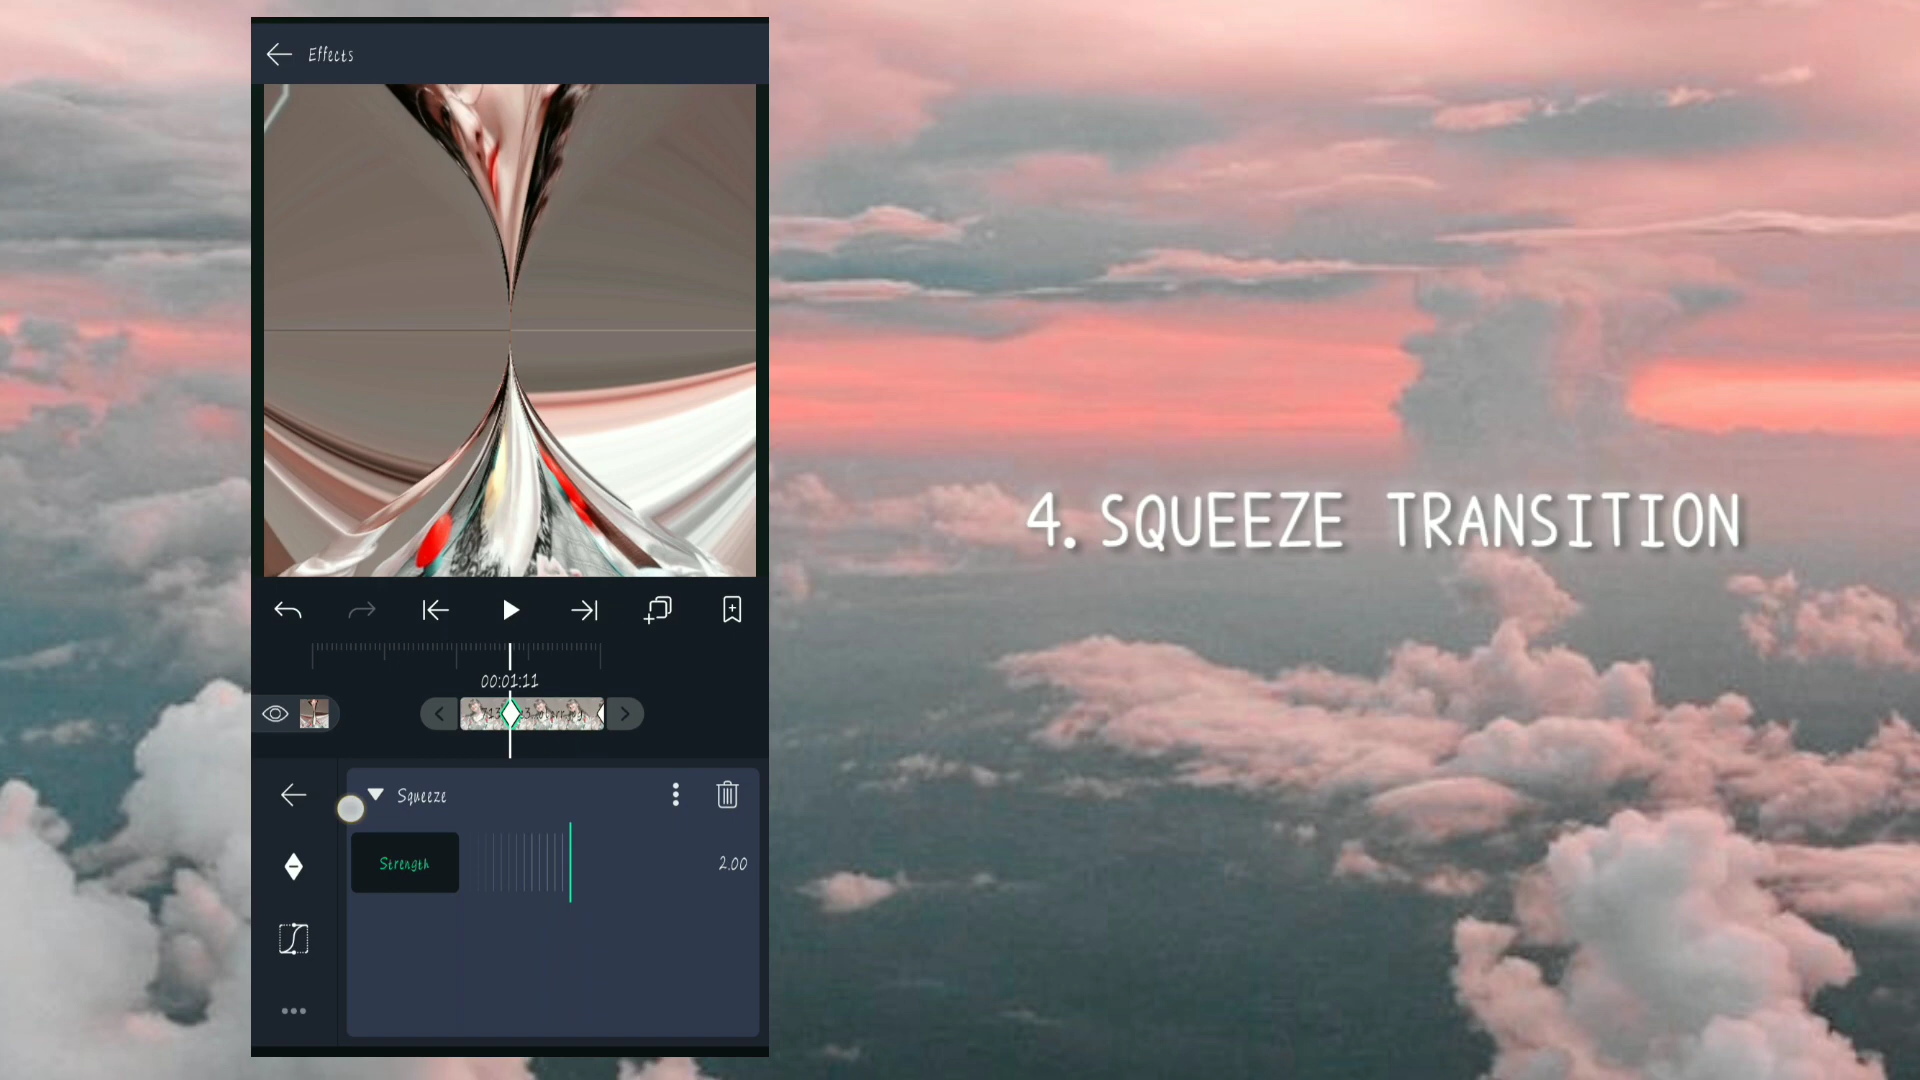 Effects
4. SQUEEZE TRANSITION
00:01:11
Squeeze
Strength
2.00